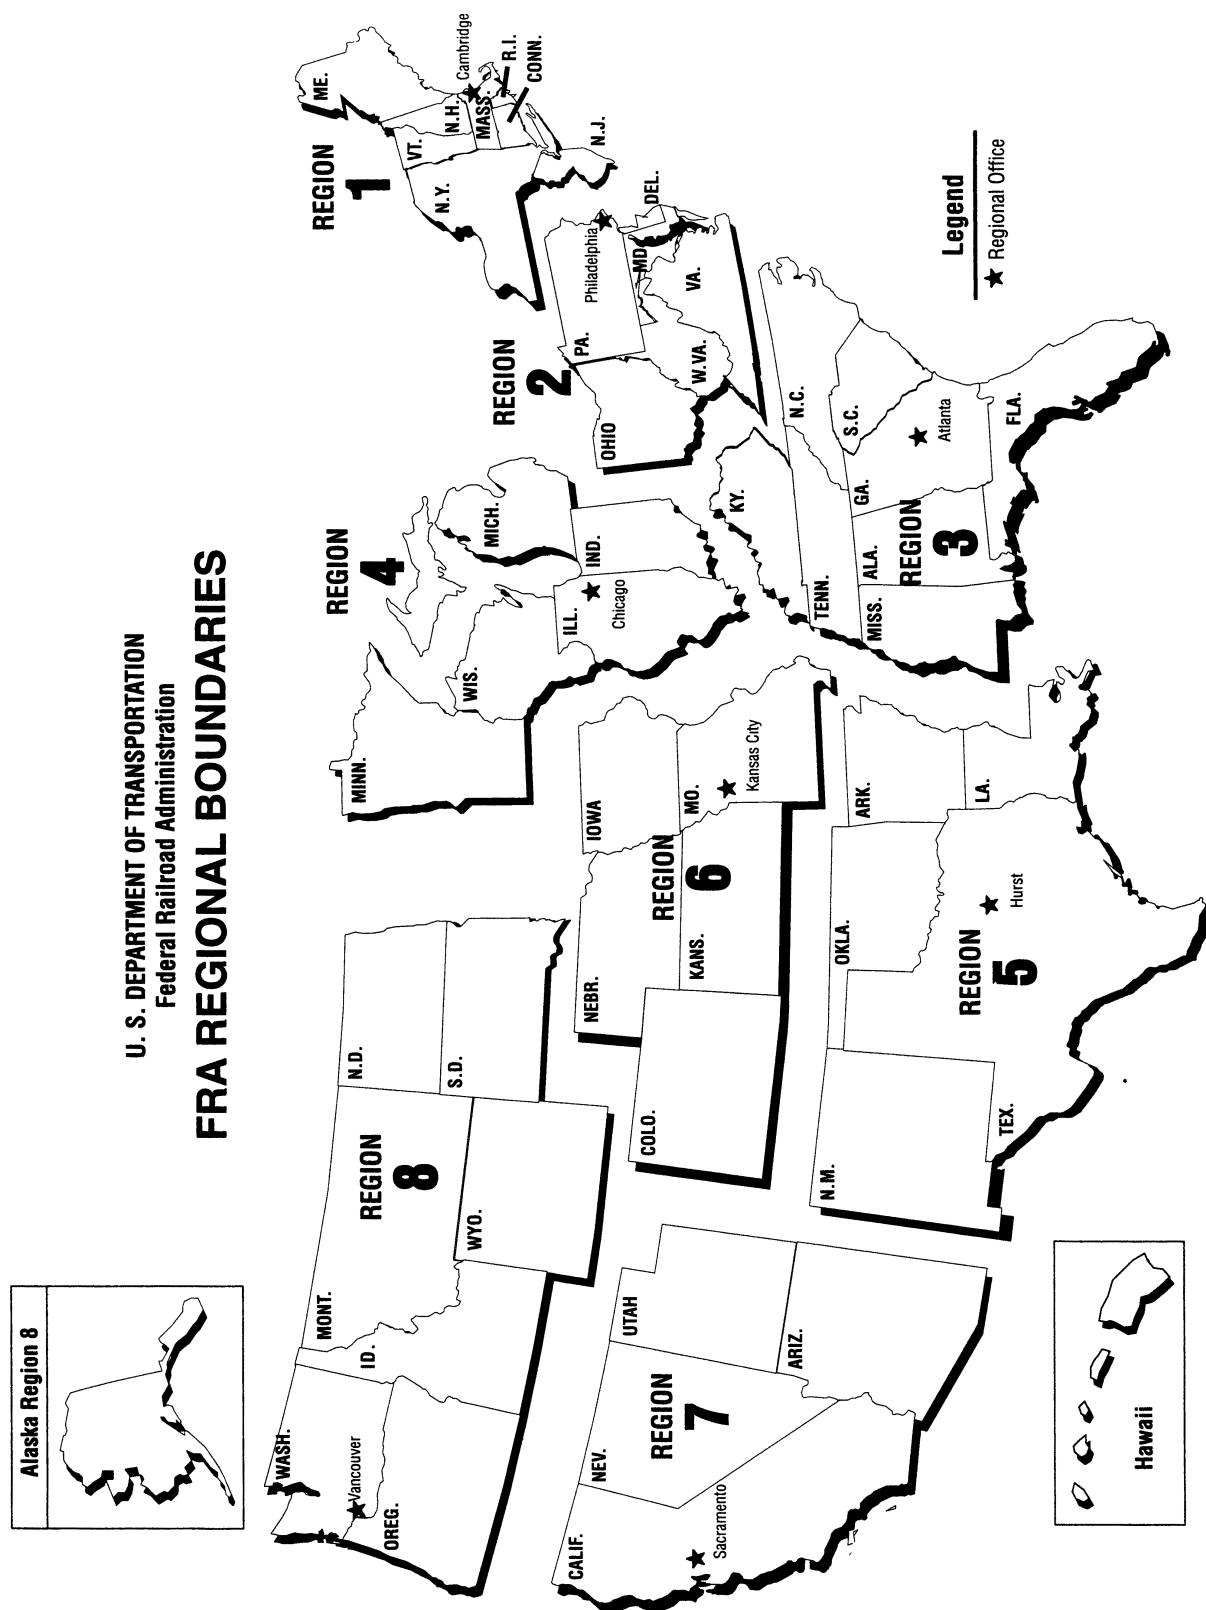 U. S. DEPARTMENT OF TRANSPORTATION
Federal Railroad Administration
FRA REGIONAL BOUNDARIES
Alaska Region 8
WASH.
Vancouver
OREG.
ID.
MONT.
REGION
8
WYO.
N.D.
S.D.
CALIF.
Sacramento
NEV.
REGION
7
UTAH
ARIZ.
COLO.
NEBR.
KANS.
REGION
6
IOWA
MO.
Kansas City
N.M.
TEX.
REGION
5
Hurst
OKLA.
ARK.
LA.
REGION
4
MINN.
WIS.
MICH.
ILL.
Chicago
IND.
REGION
3
KY.
TENN.
MISS.
ALA.
GA.
Atlanta
FLA.
S.C.
N.C.
REGION
2
OHIO
PA.
Philadelphia
W.VA.
VA.
MD
DEL.
REGION
1
ME.
VT.
N.H.
MASS.
Cambridge
R.I.
CONN.
N.Y.
N.J.
Hawaii
Legend
Regional Office